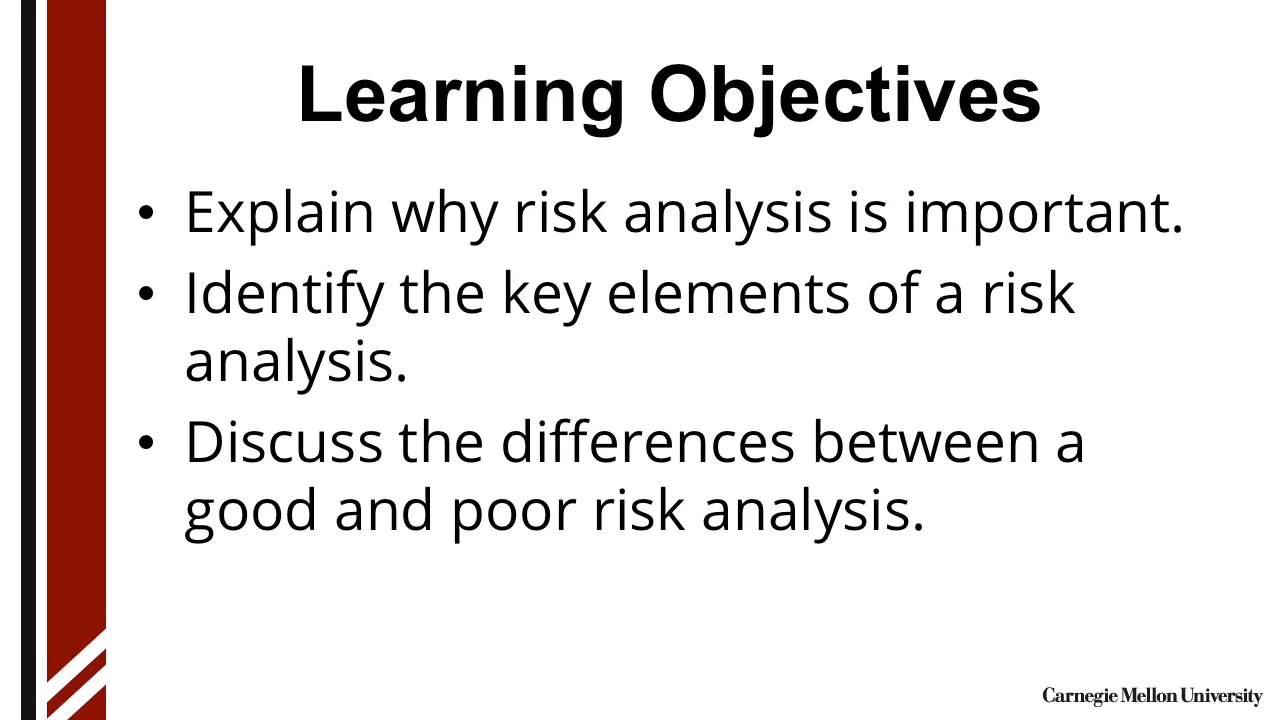 Learning Objectives
• Explain why risk analysis is important.
• Identify the key elements of a risk
analysis.
• Discuss the differences between a
good and poor risk analysis.
Carnegie Mellon University